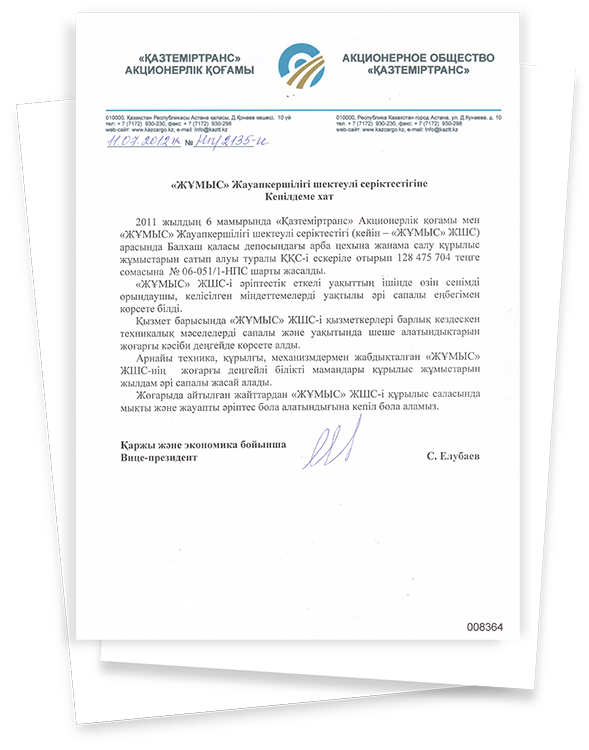 «ҚАЗТЕМІРТРАНС»
АКЦИОНЕРЛІК ҚОҒАМЫ
АКЦИОНЕРНОЕ ОБЩЕСТВО
«ҚАЗТЕМІРТРАНС»
010000, Қазақстан Республикасы Астана қаласы, Д.Қонаев көшесі, 10 үй
тел: + 7 (7172) 930-230, факс: + 7 (7172) 930-298
web-сайт: www.kazcargo.kz, e-mail: info@kaztt.kz
010000, Республика Казахстан город Астана, ул. Д.Кунаева, д. 10
тел: + 7 (7172) 930-230, факс: + 7 (7172) 930-298
web-сайт: www.kazcargo.kz, e-mail: info@kaztt.kz
11.07.2012 № 2135-и
«ЖҰМЫС» Жауапкершілігі шектеулі серіктестігіне
Кепілдеме хат
2011 жылдың 6 мамырында «Қазтеміртранс» Акционерлік қоғамы мен
«ЖҰМЫС» Жауапкершілігі шектеулі серіктестігі (кейін – «ЖҰМЫС» ЖШС)
арасында Балхаш қаласы депосындағы арба цехына жанама салу құрылыс
жұмыстарын сатып алуы туралы ҚҚС-і ескеріле отырып 128 475 704 теңге
сомасына № 06-051/1-НПС шарты жасалды.
«ЖҰМЫС» ЖШС-і әріптестік еткелі уақыттың ішінде өзін сенімді
орындаушы, келісілген міндеттемелерді уақтылы әрі сапалы еңбегімен
көрсете білді.
Қызмет барысында «ЖҰМЫС» ЖШС-і қызметкерлері барлық кездескен
техникалық мәселелерді сапалы және уақытында шеше алатындықтарын
жоғарғы кәсіби деңгейде көрсете алды.
Арнайы техника, құрылғы, механизмдермен жабдықталған «ЖҰМЫС»
ЖШС-нің жоғарғы деңгейлі білікті мамандары құрылыс жұмыстарын
жылдам әрі сапалы жасай алады.
Жоғарыда айтылған жайттардан «ЖҰМЫС» ЖШС-і құрылыс саласында
мықты және жауапты әріптес бола алатындығына кепіл бола аламыз.
Қаржы және экономика бойынша
Вице-президент
С. Елубаев
008364